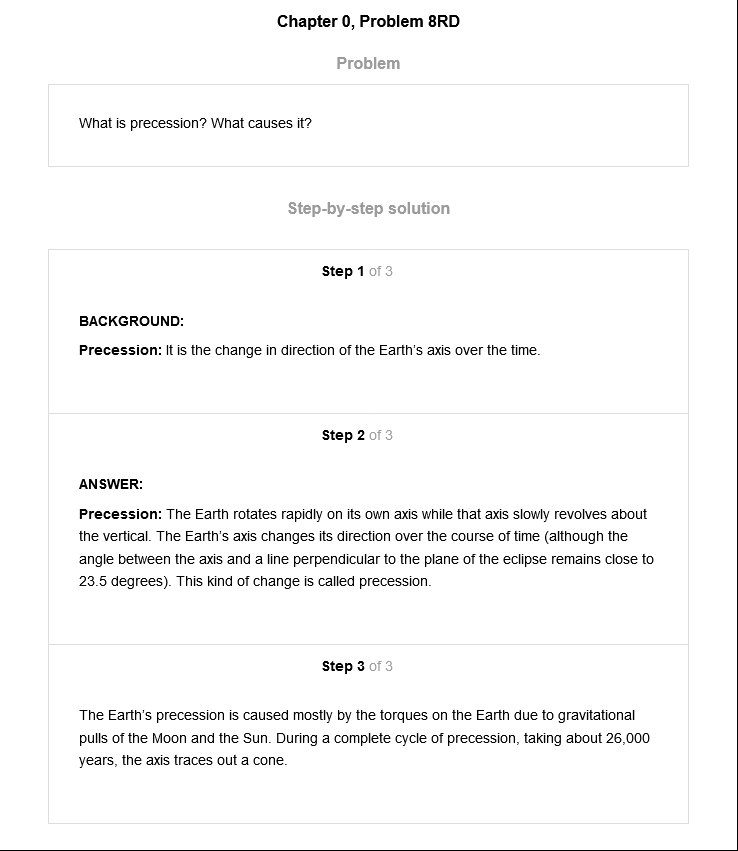 Chapter 0, Problem 8RD
Problem
What is precession? What causes it?
Step-by-step solution
Step 1 of 3
BACKGROUND:
Precession: It is the change in direction of the Earth’s axis over the time.
Step 2 of 3
ANSWER:
Precession: The Earth rotates rapidly on its own axis while that axis slowly revolves about
the vertical. The Earth’s axis changes its direction over the course of time (although the
angle between the axis and a line perpendicular to the plane of the eclipse remains close to
23.5 degrees). This kind of change is called precession.
Step 3 of 3
The Earth’s precession is caused mostly by the torques on the Earth due to gravitational
pulls of the Moon and the Sun. During a complete cycle of precession, taking about 26,000
years, the axis traces out a cone.